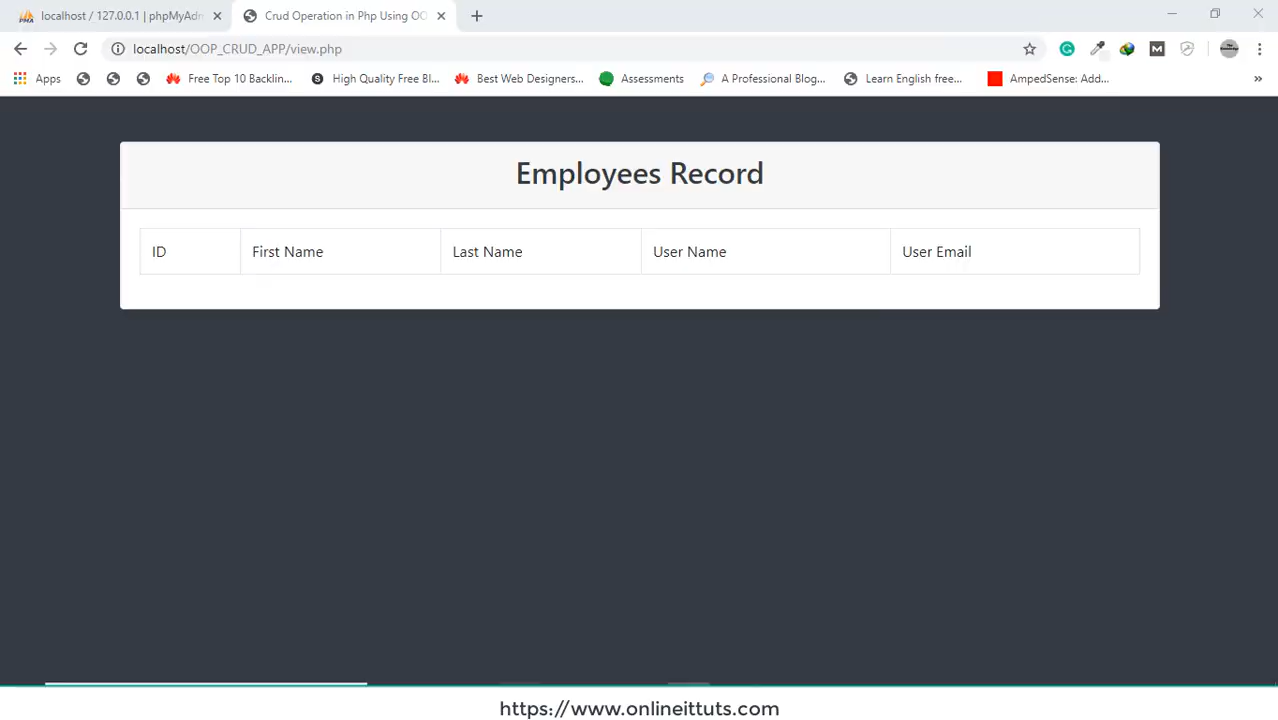 localhost / 127.0.0.1 | phpMyAdn
Crud Operation in Php Using OO
localhost/OOP_CRUD_APP/view.php
Apps
Free Top 10 Backlin...
High Quality Free Bl...
Best Web Designers...
Assessments
A Professional Blog...
Learn English free...
AmpedSense: Add...
Employees Record
ID
First Name
Last Name
User Name
User Email
https://www.onlineittuts.com